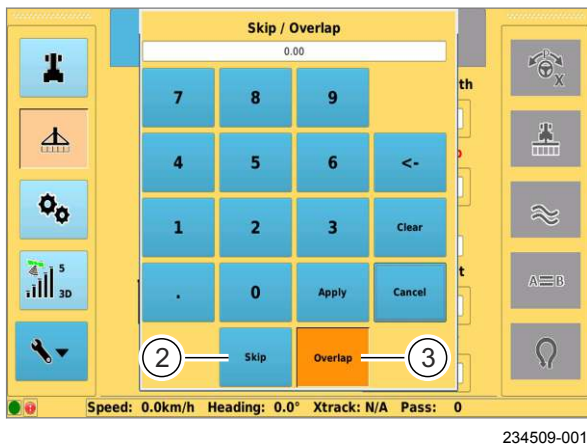 Skip / Overlap
0.00
th
7 8 9
4 5 6 <-
1 2 3 Clear
. 0 Apply Cancel
t
5
3D
X
A=B
2 Skip Overlap 3
Speed: 0.0km/h Heading: 0.0° Xtrack: N/A Pass: 0
234509-001